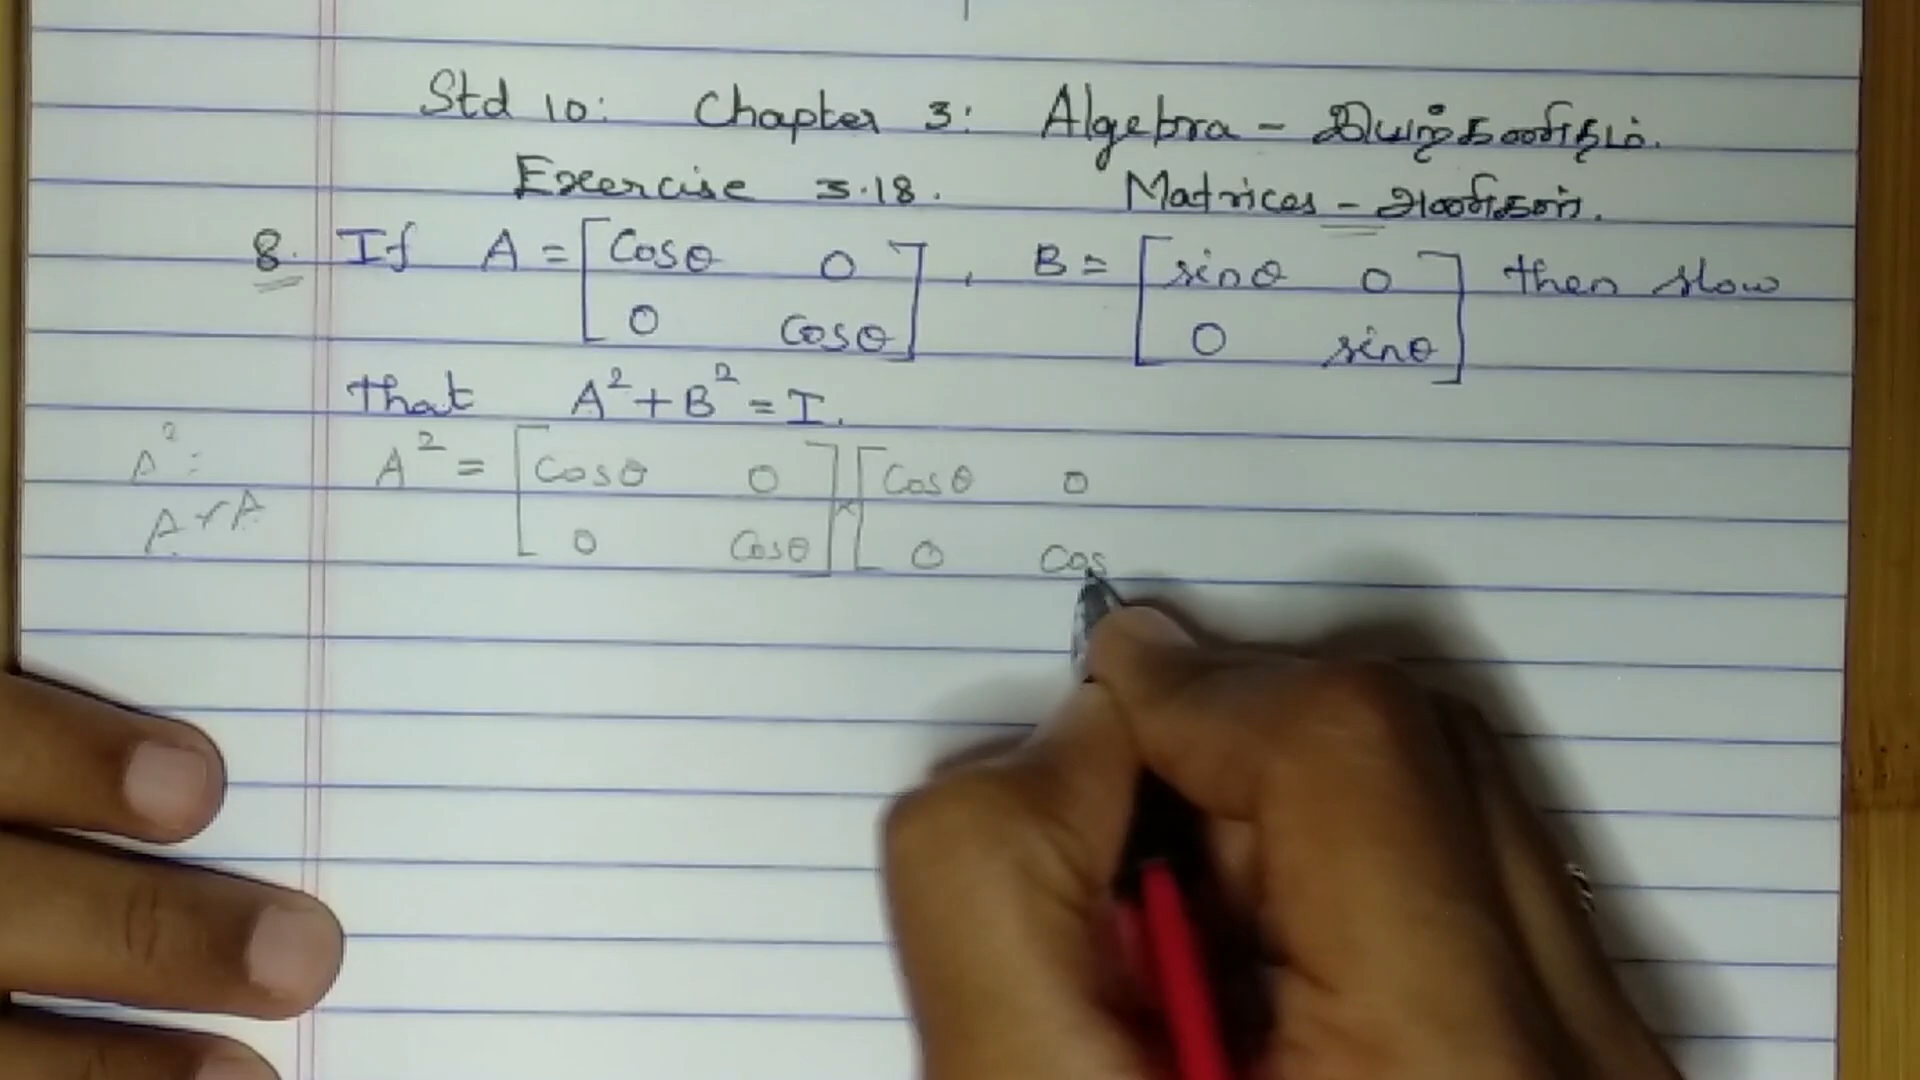 Std 10: Chapter 3: Algebra - இயற்கணிதம்.
Exercise 3.18. Matrices - அணிகள்.
8. If A = [Cosθ 0 , B = [sinθ 0 ] then show
0 Cosθ] 0 sinθ]
that A² + B² = I.
A² = A² = [Cosθ 0 ] × [Cosθ 0
A × A 0 Cosθ 0 Cos